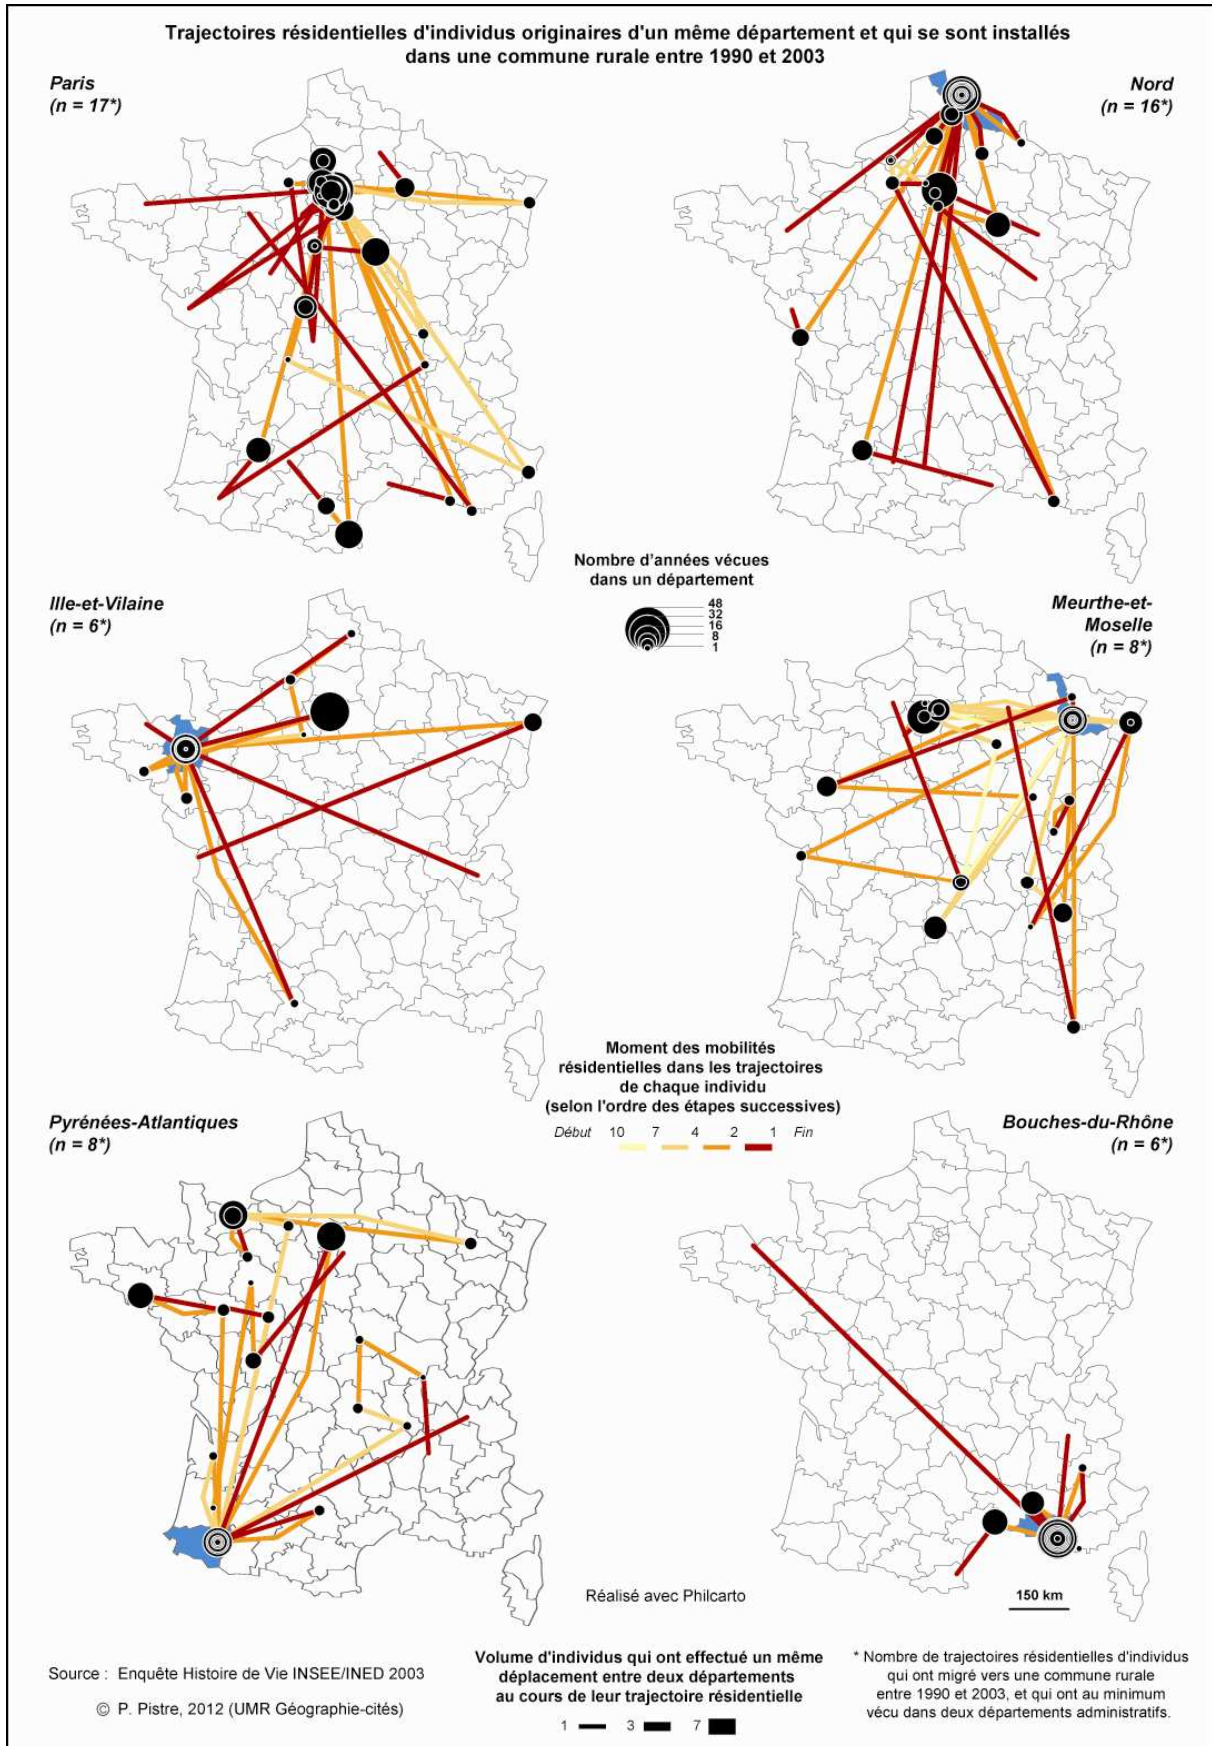 Trajectoires résidentielles d'individus originaires d'un même département et qui se sont installés
dans une commune rurale entre 1990 et 2003
Paris
(n = 17*)
Nord
(n = 16*)
Nombre d'années vécues
dans un département
48
32
16
8
1
Ille-et-Vilaine
(n = 6*)
Meurthe-et-
Moselle
(n = 8*)
Moment des mobilités
résidentielles dans les trajectoires
de chaque individu
(selon l'ordre des étapes successives)
Début 10 7 4 2 1 Fin
Pyrénées-Atlantiques
(n = 8*)
Bouches-du-Rhône
(n = 6*)
Réalisé avec Philcarto
150 km
Source : Enquête Histoire de Vie INSEE/INED 2003
© P. Pistre, 2012 (UMR Géographie-cités)
Volume d'individus qui ont effectué un même
déplacement entre deux départements
au cours de leur trajectoire résidentielle
1 3 7
* Nombre de trajectoires résidentielles d'individus
qui ont migré vers une commune rurale
entre 1990 et 2003, et qui ont au minimum
vécu dans deux départements administratifs.